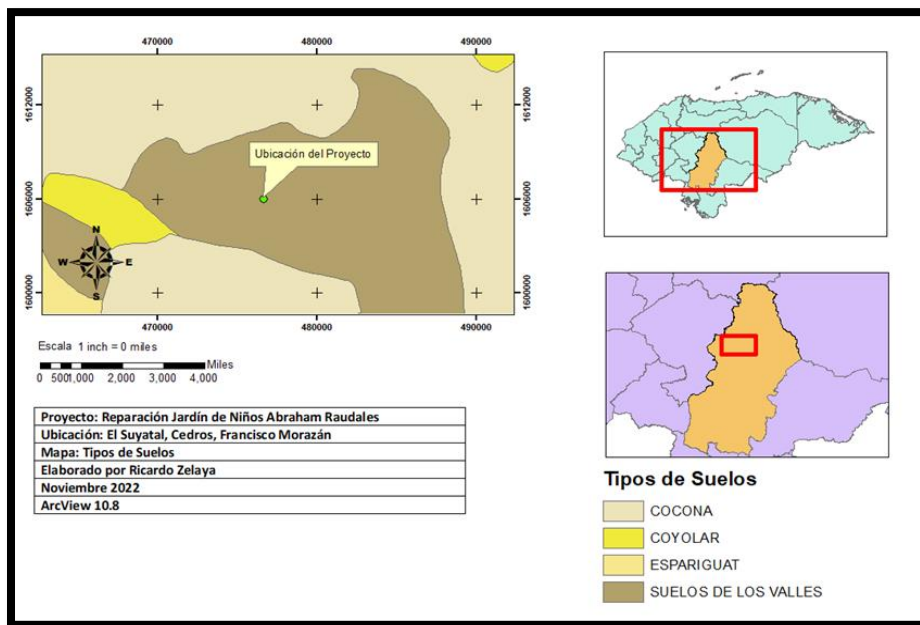 470000 480000 490000
1612000 1612000
Ubicación del Proyecto
1606000 1606000
N
W E
S
1600000 1600000
470000 480000 490000
Escala 1 inch = 0 miles
Miles
0 5001,000 2,000 3,000 4,000
Proyecto: Reparación Jardín de Niños Abraham Raudales
Ubicación: El Suyatal, Cedros, Francisco Morazán
Mapa: Tipos de Suelos
Elaborado por Ricardo Zelaya
Noviembre 2022
ArcView 10.8
Tipos de Suelos
COCONA
COYOLAR
ESPARIGUAT
SUELOS DE LOS VALLES